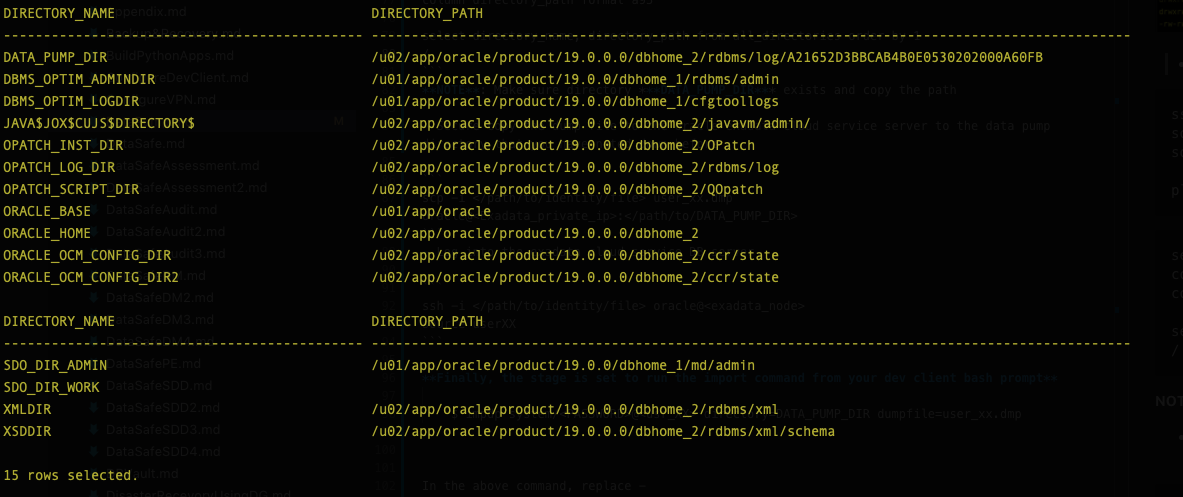 DIRECTORY_NAME DIRECTORY_PATH
--------------------------------------------- -----------------------------------------------------------------------------------------------
DATA_PUMP_DIR /u02/app/oracle/product/19.0.0.0/dbhome_2/rdbms/log/A21652D3BBCAB4B0E0530202000A60FB
DBMS_OPTIM_ADMINDIR /u01/app/oracle/product/19.0.0.0/dbhome_1/rdbms/admin
DBMS_OPTIM_LOGDIR /u01/app/oracle/product/19.0.0.0/dbhome_1/cfgtoollogs
JAVA$JOX$CUJS$DIRECTORY$ /u02/app/oracle/product/19.0.0.0/dbhome_2/javavm/admin/
OPATCH_INST_DIR /u02/app/oracle/product/19.0.0.0/dbhome_2/OPatch
OPATCH_LOG_DIR /u02/app/oracle/product/19.0.0.0/dbhome_2/rdbms/log
OPATCH_SCRIPT_DIR /u02/app/oracle/product/19.0.0.0/dbhome_2/QOpatch
ORACLE_BASE /u01/app/oracle
ORACLE_HOME /u02/app/oracle/product/19.0.0.0/dbhome_2
ORACLE_OCM_CONFIG_DIR /u02/app/oracle/product/19.0.0.0/dbhome_2/ccr/state
ORACLE_OCM_CONFIG_DIR2 /u02/app/oracle/product/19.0.0.0/dbhome_2/ccr/state
DIRECTORY_NAME DIRECTORY_PATH
--------------------------------------------- -----------------------------------------------------------------------------------------------
SDO_DIR_ADMIN /u01/app/oracle/product/19.0.0.0/dbhome_1/md/admin
SDO_DIR_WORK
XMLDIR /u02/app/oracle/product/19.0.0.0/dbhome_2/rdbms/xml
XSDDIR /u02/app/oracle/product/19.0.0.0/dbhome_2/rdbms/xml/schema
15 rows selected.